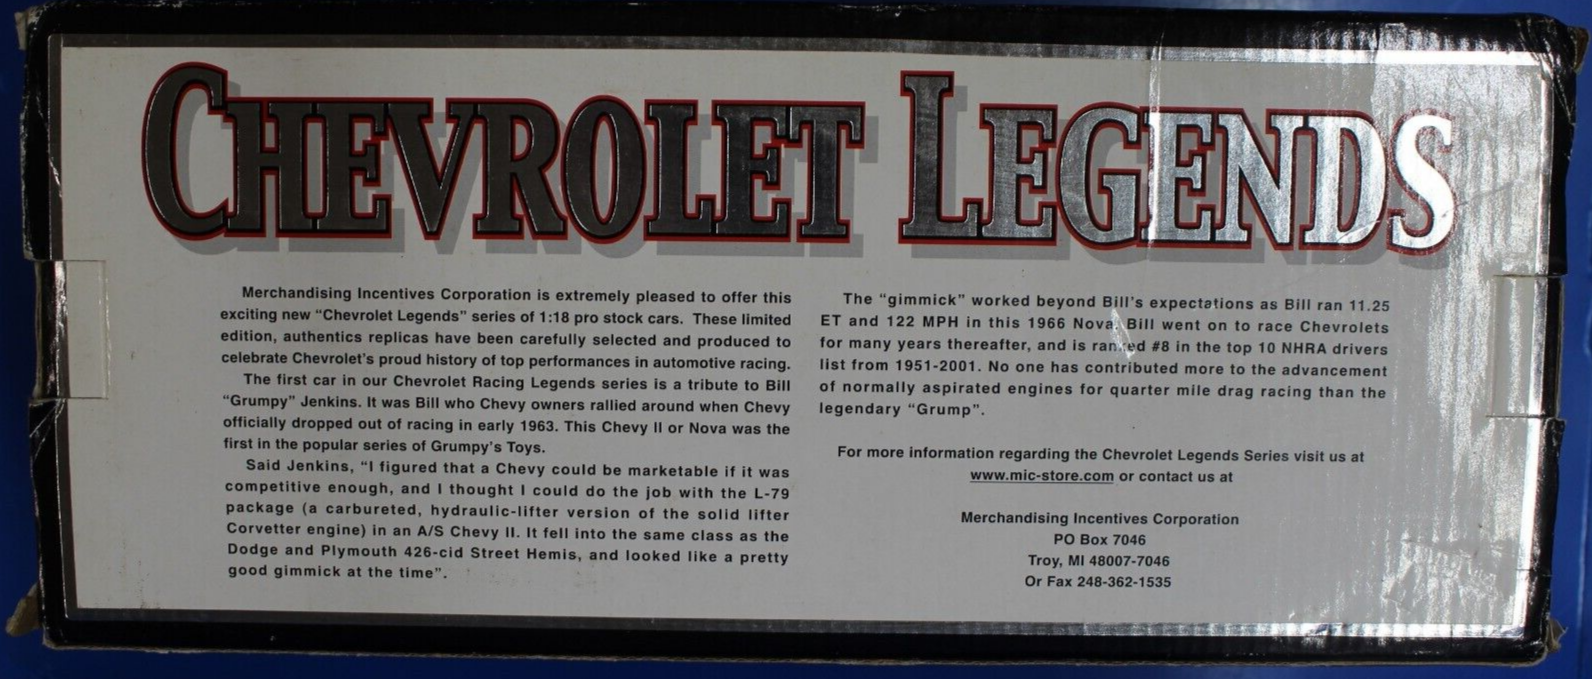 CHEVROLET LEGENDS
Merchandising Incentives Corporation is extremely pleased to offer this
exciting new "Chevrolet Legends" series of 1:18 pro stock cars. These limited
edition, authentics replicas have been carefully selected and produced to
celebrate Chevrolet's proud history of top performances in automotive racing.
The first car in our Chevrolet Racing Legends series is a tribute to Bill
"Grumpy" Jenkins. It was Bill who Chevy owners rallied around when Chevy
officially dropped out of racing in early 1963. This Chevy II or Nova was the
first in the popular series of Grumpy's Toys.
Said Jenkins, "I figured that a Chevy could be marketable if it was
competitive enough, and I thought I could do the job with the L-79
package (a carbureted, hydraulic-lifter version of the solid lifter
Corvetter engine) in an A/S Chevy II. It fell into the same class as the
Dodge and Plymouth 426-cid Street Hemis, and looked like a pretty
good gimmick at the time".
The "gimmick" worked beyond Bill's expectations as Bill ran 11.25
ET and 122 MPH in this 1966 Nova. Bill went on to race Chevrolets
for many years thereafter, and is ranked #8 in the top 10 NHRA drivers
list from 1951-2001. No one has contributed more to the advancement
of normally aspirated engines for quarter mile drag racing than the
legendary "Grump".
For more information regarding the Chevrolet Legends Series visit us at
www.mic-store.com or contact us at
Merchandising Incentives Corporation
PO Box 7046
Troy, MI 48007-7046
Or Fax 248-362-1535